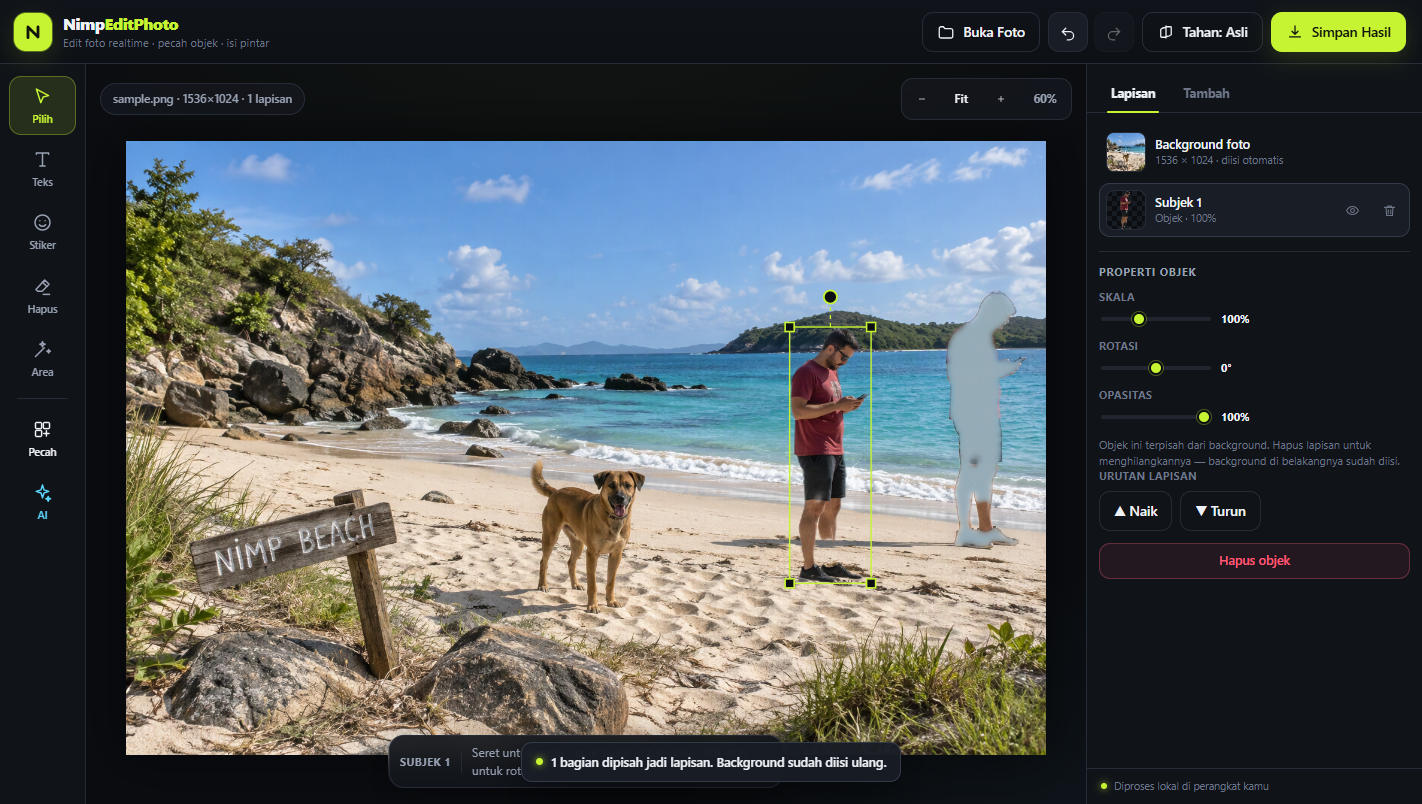 N
NimpEditPhoto
Edit foto realtime · pecah objek · isi pintar
Buka Foto
Tahan: Asli
Simpan Hasil
Pilih
Teks
Stiker
Hapus
Area
Pecah
AI
sample.png · 1536×1024 · 1 lapisan
− Fit + 60%
NiMP BEACH
SUBJEK 1
Seret unt
untuk rot
1 bagian dipisah jadi lapisan. Background sudah diisi ulang.
Lapisan
Tambah
Background foto
1536 × 1024 · diisi otomatis
Subjek 1
Objek · 100%
PROPERTI OBJEK
SKALA
100%
ROTASI
0°
OPASITAS
100%
Objek ini terpisah dari background. Hapus lapisan untuk
menghilangkannya — background di belakangnya sudah diisi.
URUTAN LAPISAN
▲ Naik
▼ Turun
Hapus objek
Diproses lokal di perangkat kamu